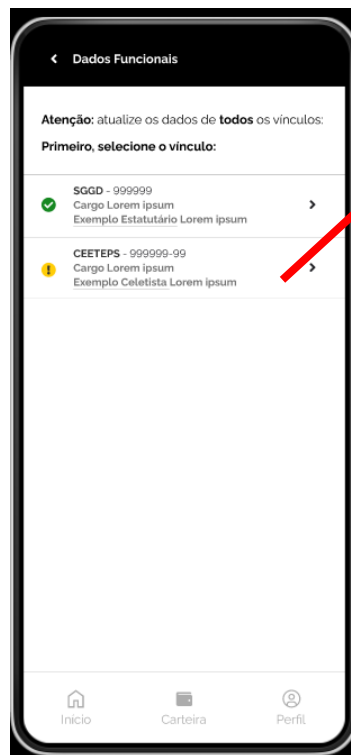 Dados Funcionais
Atenção: atualize os dados de todos os vínculos:
Primeiro, selecione o vínculo:
SGGD - 999999
Cargo Lorem ipsum
Exemplo Estatutário Lorem ipsum
CEETEPS - 999999-99
Cargo Lorem ipsum
Exemplo Celetista Lorem ipsum
Início
Carteira
Perfil